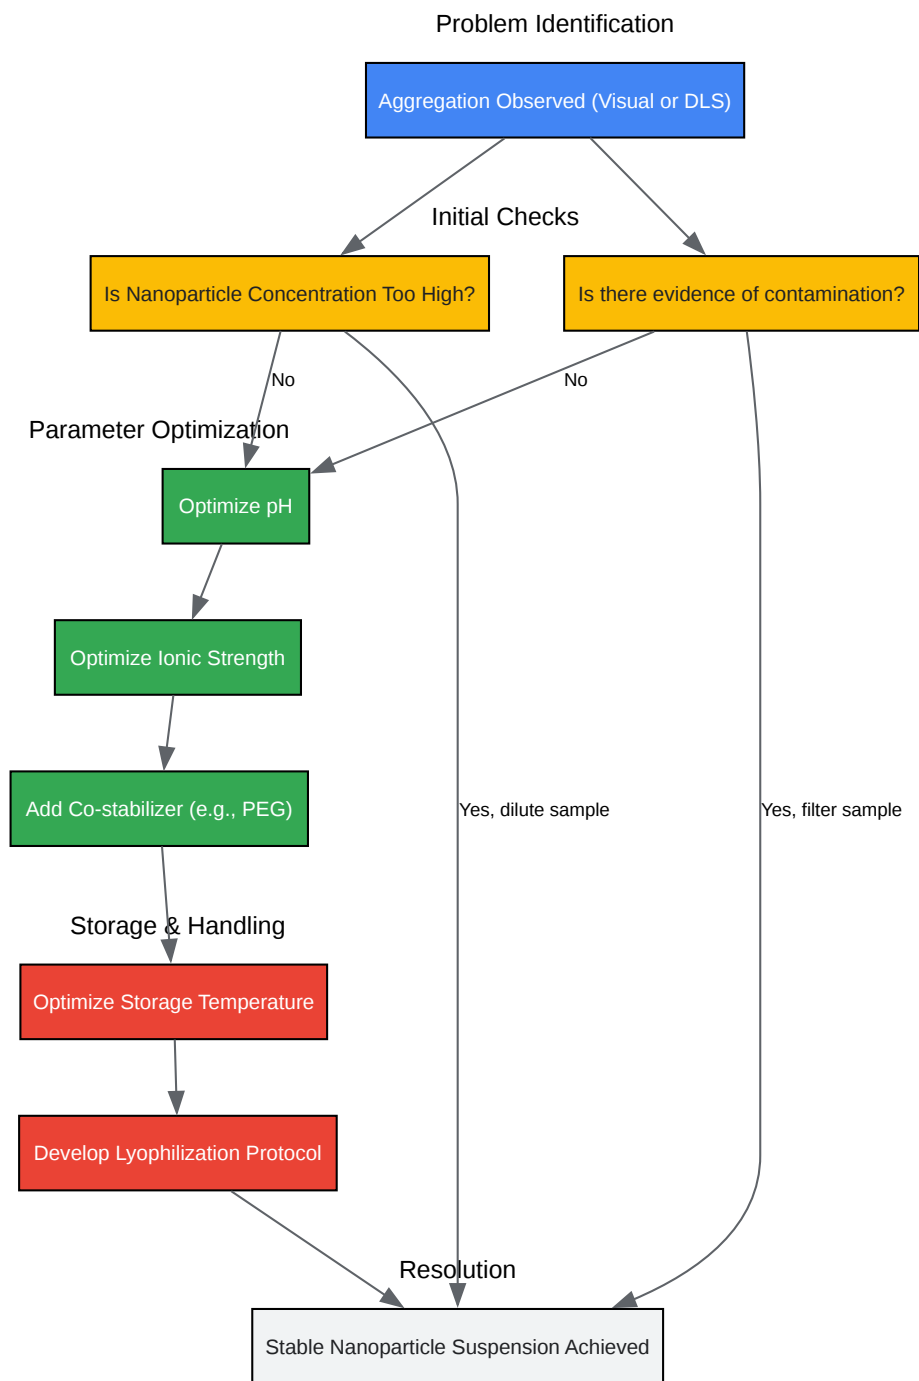 Problem Identification
Aggregation Observed (Visual or DLS)
Initial Checks
Is Nanoparticle Concentration Too High?
Is there evidence of contamination?
No
No
Parameter Optimization
Optimize pH
Optimize Ionic Strength
Add Co-stabilizer (e.g., PEG)
Yes, dilute sample
Yes, filter sample
Storage & Handling
Optimize Storage Temperature
Develop Lyophilization Protocol
Resolution
Stable Nanoparticle Suspension Achieved